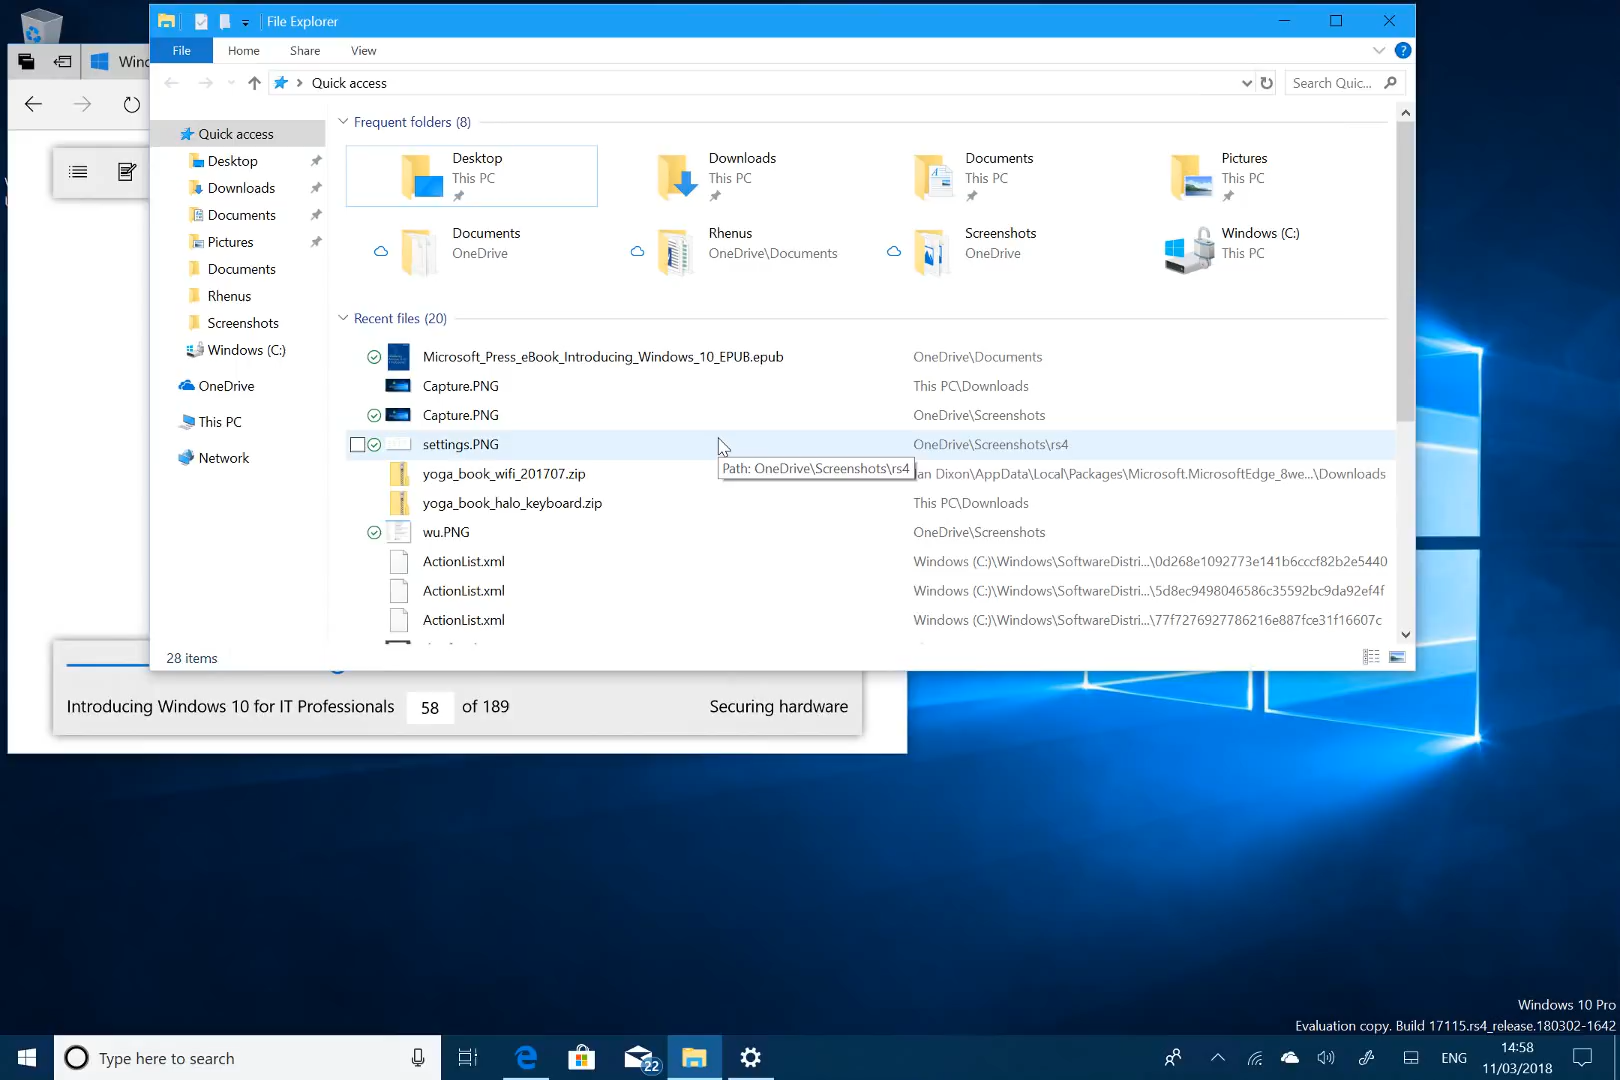 File Explorer
File Home Share View
Wind
Quick access
Search Quic...
Quick access
Desktop
Downloads
Documents
Pictures
Documents
Rhenus
Screenshots
Windows (C:)
OneDrive
This PC
Network
Frequent folders (8)
Desktop
This PC
Downloads
This PC
Documents
This PC
Pictures
This PC
Documents
OneDrive
Rhenus
OneDrive\Documents
Screenshots
OneDrive
Windows (C:)
This PC
Recent files (20)
Microsoft_Press_eBook_Introducing_Windows_10_EPUB.epub OneDrive\Documents
Capture.PNG This PC\Downloads
Capture.PNG OneDrive\Screenshots
settings.PNG OneDrive\Screenshots\rs4
Path: OneDrive\Screenshots\rs4
yoga_book_wifi_201707.zip an Dixon\AppData\Local\Packages\Microsoft.MicrosoftEdge_8we...\Downloads
yoga_book_halo_keyboard.zip This PC\Downloads
wu.PNG OneDrive\Screenshots
ActionList.xml Windows (C:)\Windows\SoftwareDistri...\0d268e1092773e141b6cccf82b2e5440
ActionList.xml Windows (C:)\Windows\SoftwareDistri...\5d8ec9498046586c35592bc9da92ef4f
ActionList.xml Windows (C:)\Windows\SoftwareDistri...\77f7276927786216e887fce31f16607c
28 items
Introducing Windows 10 for IT Professionals 58 of 189 Securing hardware
Windows 10 Pro
Evaluation copy. Build 17115.rs4_release.180302-1642
Type here to search
22
ENG
14:58
11/03/2018